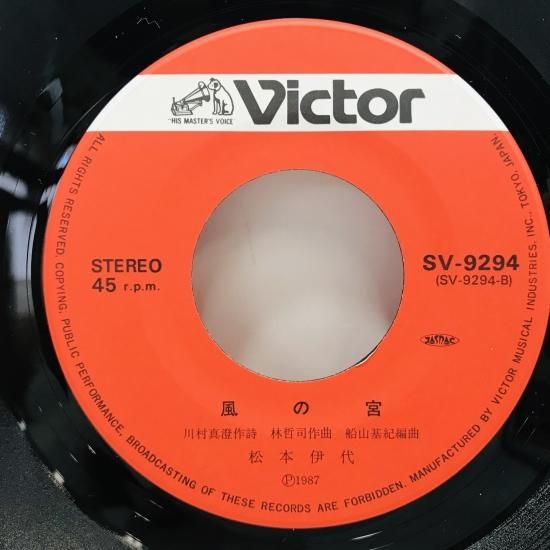 Victor
"HIS MASTER'S VOICE"
STEREO
45 r.p.m.
SV-9294
(SV-9294-B)
JASRAC
風の宮
川村真澄作詩 林哲司作曲 船山基紀編曲
松本伊代
Ⓟ1987
ALL RIGHTS RESERVED. COPYING, PUBLIC PERFORMANCE, BROADCASTING OF THESE RECORDS ARE FORBIDDEN. MANUFACTURED BY VICTOR MUSICAL INDUSTRIES, INC., TOKYO, JAPAN.